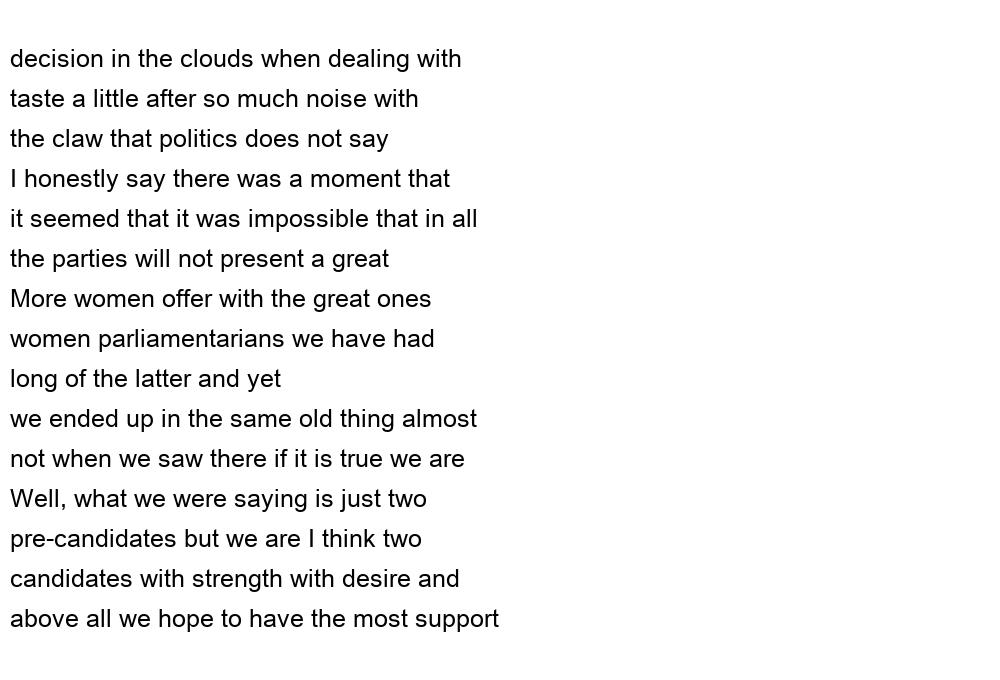 decision in the clouds when dealing with
taste a little after so much noise with
the claw that politics does not say
I honestly say there was a moment that
it seemed that it was impossible that in all
the parties will not present a great
More women offer with the great ones
women parliamentarians we have had
long of the latter and yet
we ended up in the same old thing almost
not when we saw there if it is true we are
Well, what we were saying is just two
pre-candidates but we are I think two
candidates with strength with desire and
above all we hope to have the most support